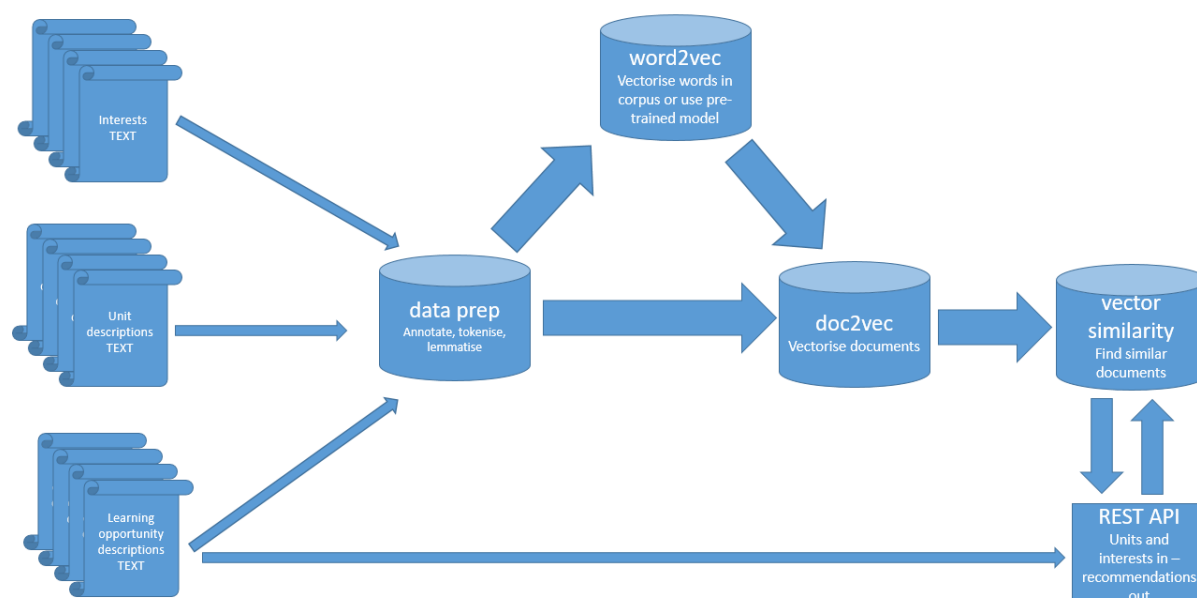 Interests
TEXT
Unit
descriptions
TEXT
Learning
opportunity
descriptions
TEXT
data prep
Annotate, tokenise,
lemmatise
word2vec
Vectorise words in
corpus or use pre-
trained model
doc2vec
Vectorise documents
vector
similarity
Find similar
documents
REST API
Units and
interests in –
recommendations
out